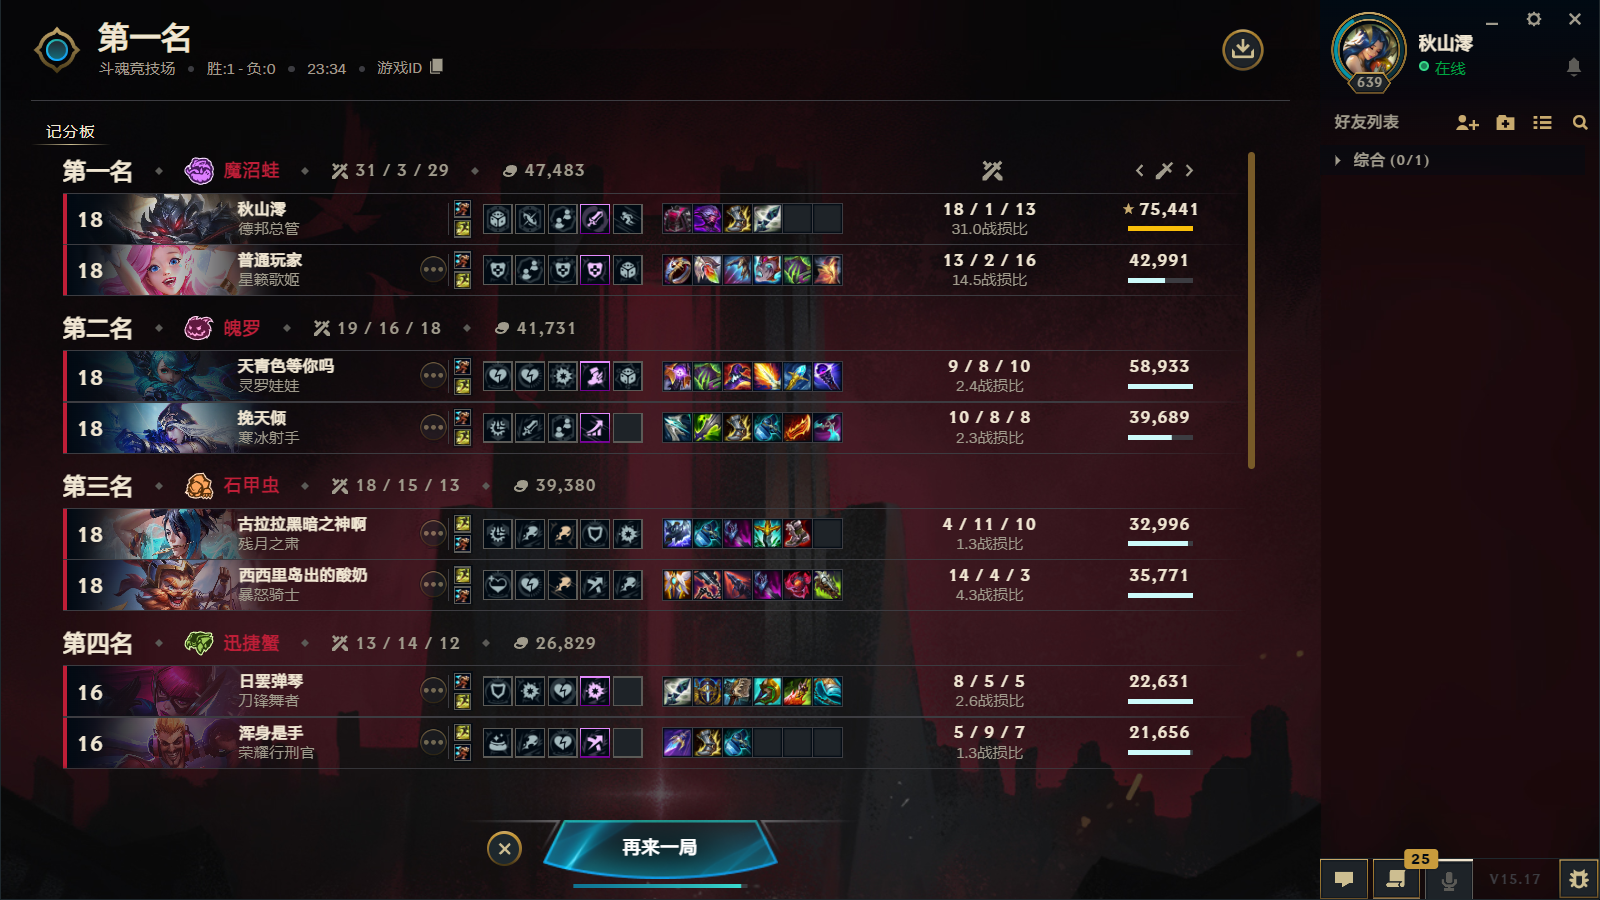 第一名
斗魂竞技场 • 胜:1 - 负:0 • 23:34 • 游戏ID
秋山澪
在线
639
好友列表
综合 (0/1)
记分板
第一名 魔沼蛙 31 / 3 / 29 47,483
18 秋山澪 18 / 1 / 13 75,441
德邦总管 31.0战损比
18 普通玩家 13 / 2 / 16 42,991
星籁歌姬 14.5战损比
第二名 魄罗 19 / 16 / 18 41,731
18 天青色等你吗 9 / 8 / 10 58,933
灵罗娃娃 2.4战损比
18 挽天倾 10 / 8 / 8 39,689
寒冰射手 2.3战损比
第三名 石甲虫 18 / 15 / 13 39,380
18 古拉拉黑暗之神啊 4 / 11 / 10 32,996
残月之肃 1.3战损比
18 西西里岛出的酸奶 14 / 4 / 3 35,771
暴怒骑士 4.3战损比
第四名 迅捷蟹 13 / 14 / 12 26,829
16 日罢弹琴 8 / 5 / 5 22,631
刀锋舞者 2.6战损比
16 浑身是手 5 / 9 / 7 21,656
荣耀行刑官 1.3战损比
再来一局
25
V15.17